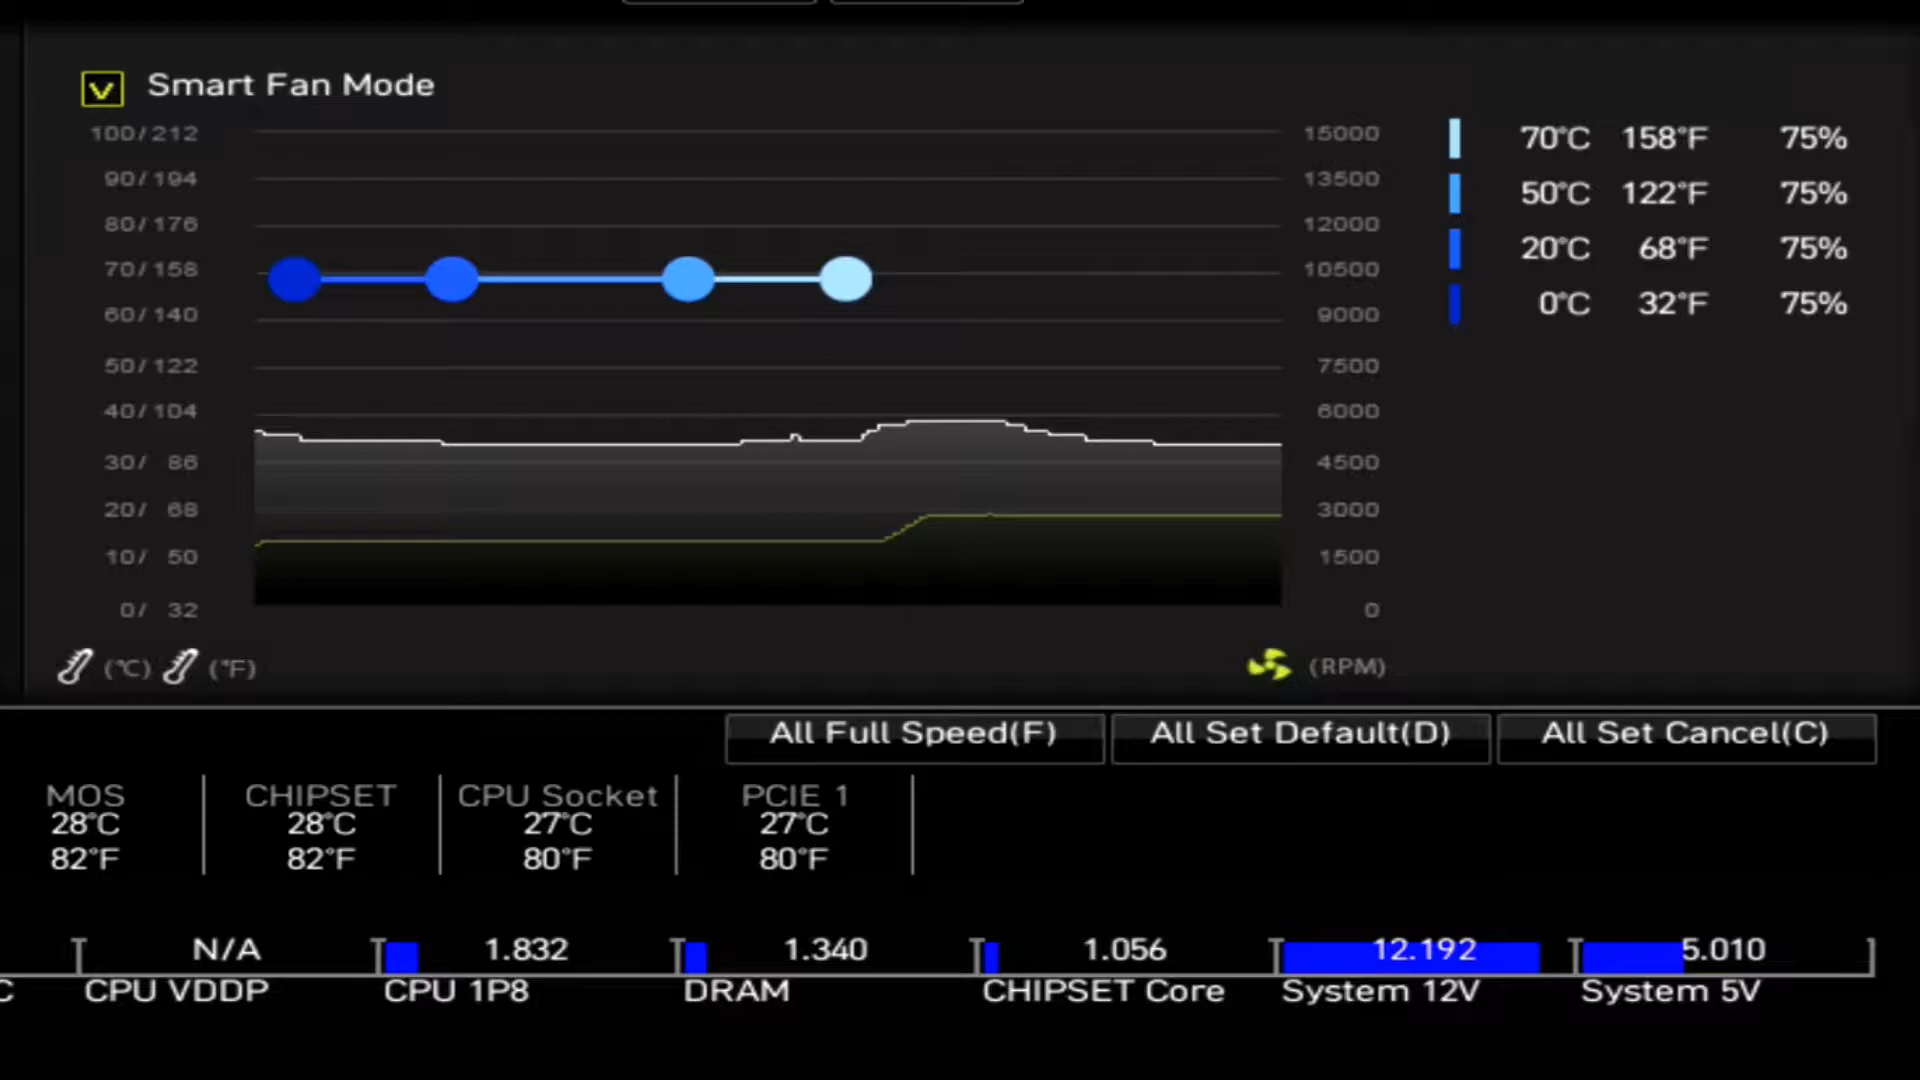 Smart Fan Mode
100/212 15000 70°C 158°F 75%
90/194 13500
80/176 12000 50°C 122°F 75%
70/158 10500 20°C 68°F 75%
60/140 9000 0°C 32°F 75%
50/122 7500
40/104 6000
30/ 86 4500
20/ 68 3000
10/ 50 1500
0/ 32 0
(°C) (°F) (RPM)
All Full Speed(F) All Set Default(D) All Set Cancel(C)
MOS CHIPSET CPU Socket PCIE 1
28°C 28°C 27°C 27°C
82°F 82°F 80°F 80°F
N/A 1.832 1.340 1.056 12.192 5.010
CPU VDDP CPU 1P8 DRAM CHIPSET Core System 12V System 5V